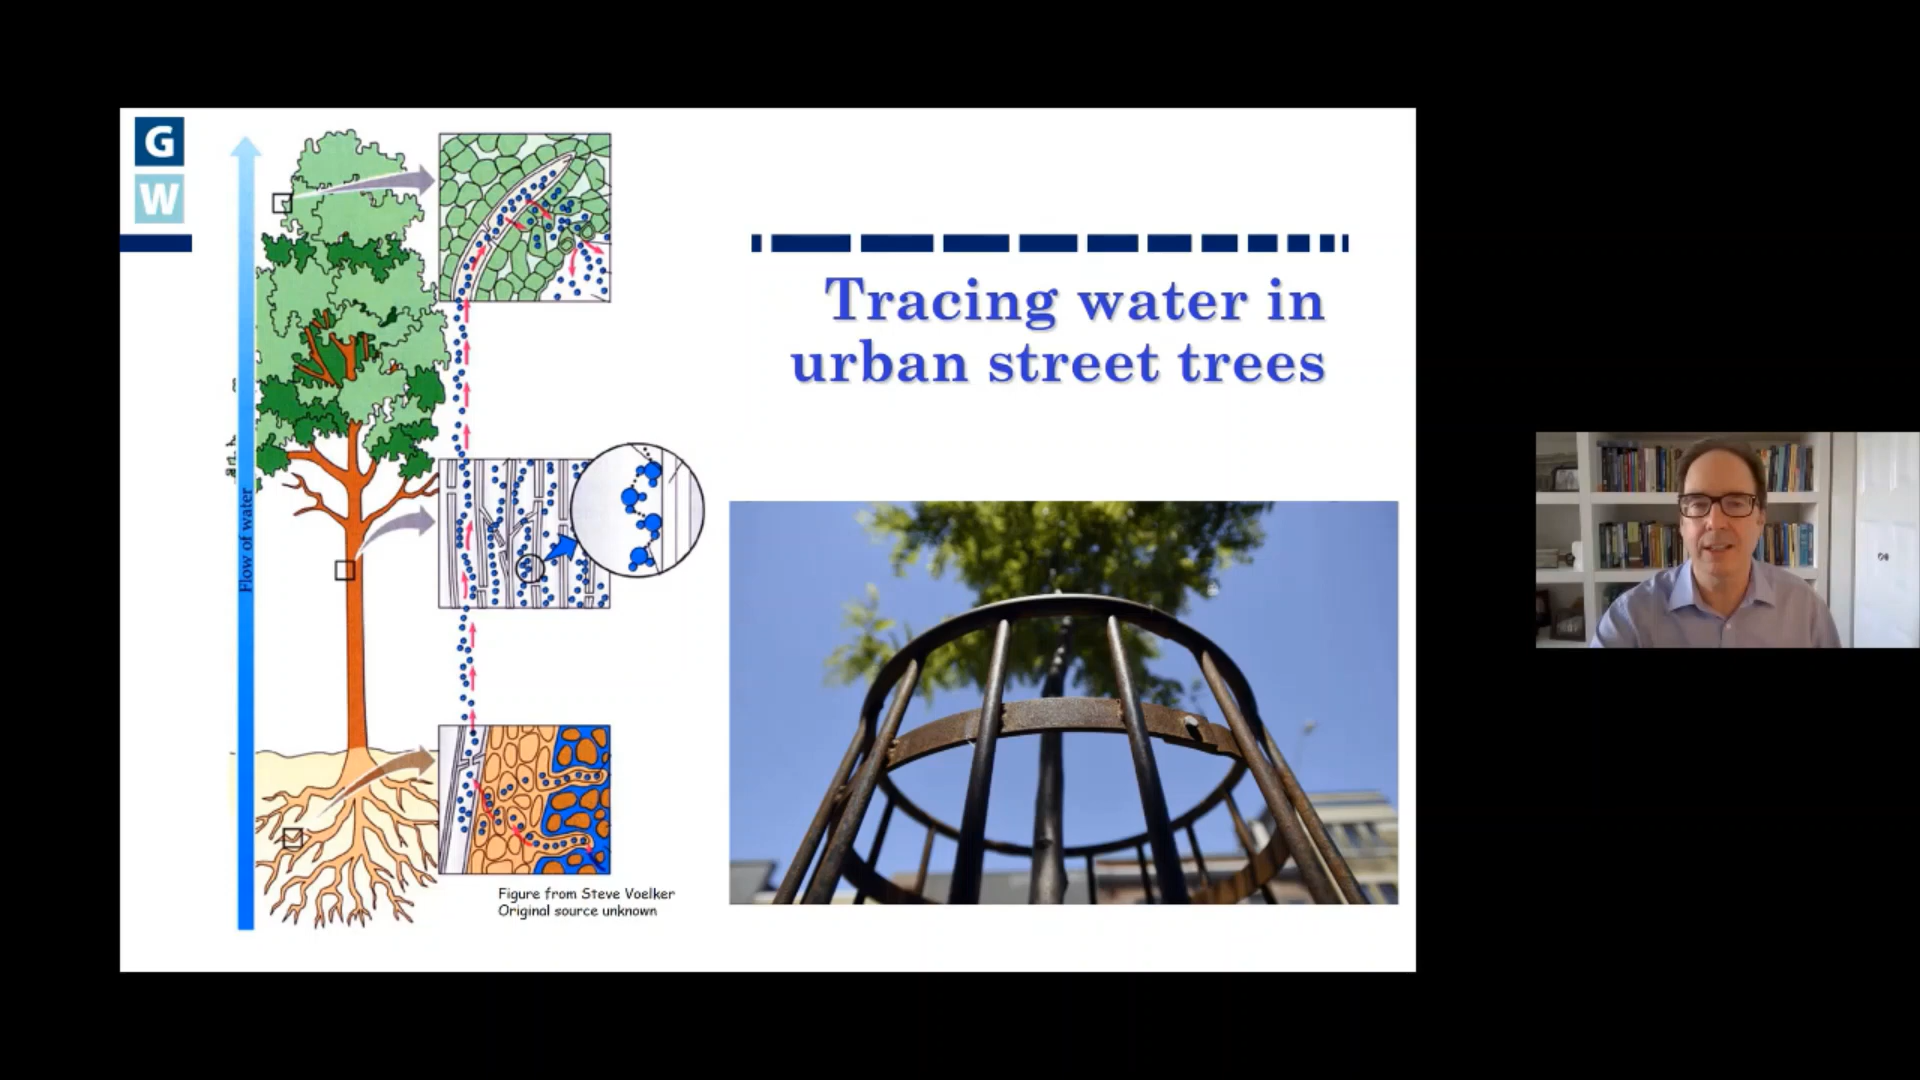 G
W
Flow of water
Tracing water in
urban street trees
Figure from Steve Voelker
Original source unknown